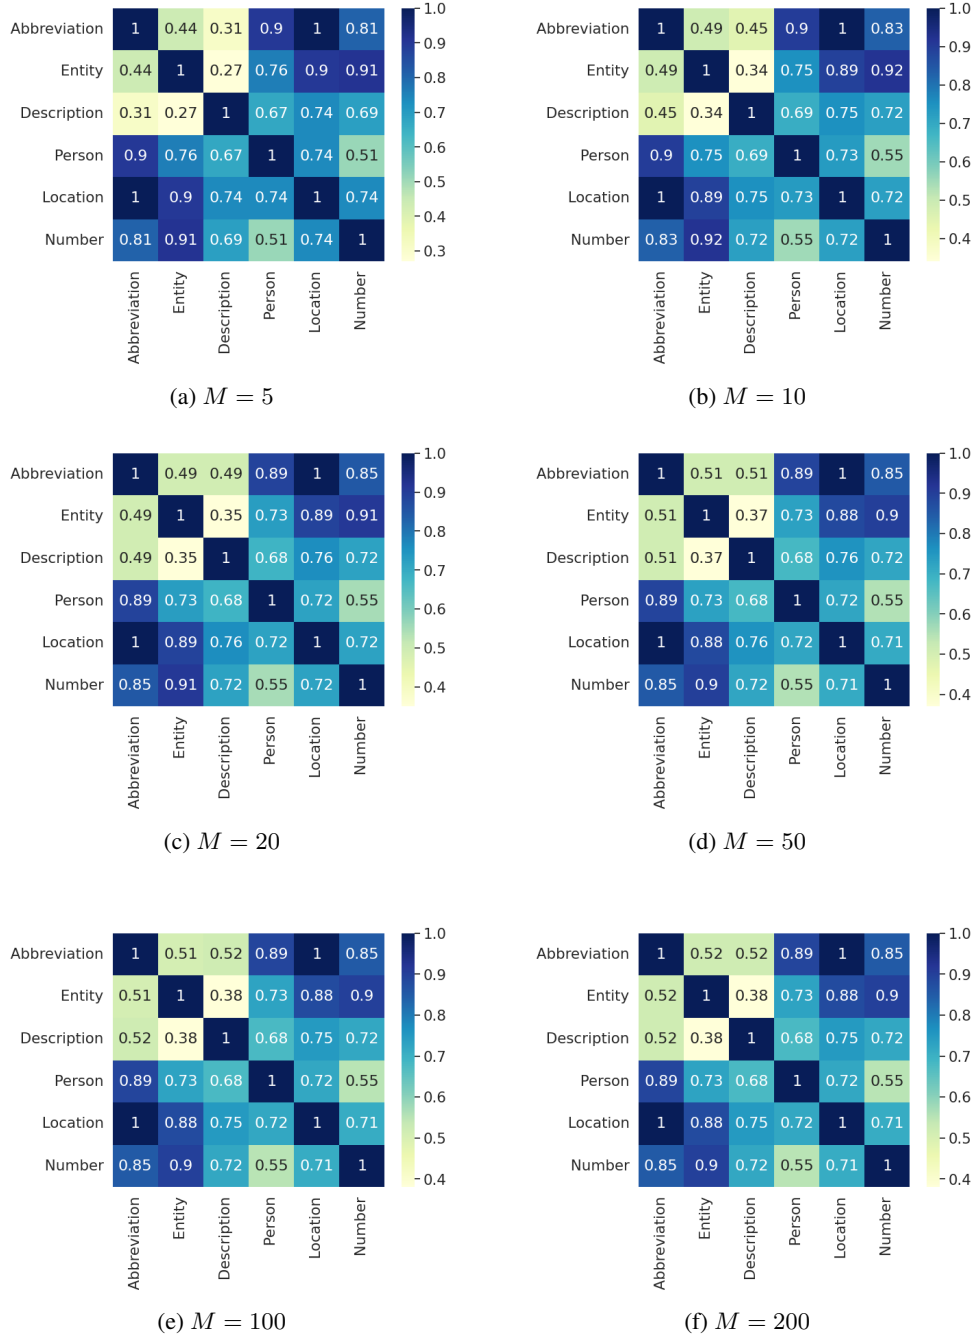 Abbreviation 1 0.44 0.31 0.9 1 0.81
Entity 0.44 1 0.27 0.76 0.9 0.91
Description 0.31 0.27 1 0.67 0.74 0.69
Person 0.9 0.76 0.67 1 0.74 0.51
Location 1 0.9 0.74 0.74 1 0.74
Number 0.81 0.91 0.69 0.51 0.74 1
Abbreviation Entity Description Person Location Number
1.0
0.9
0.8
0.7
0.6
0.5
0.4
0.3
(a) M = 5
Abbreviation 1 0.49 0.45 0.9 1 0.83
Entity 0.49 1 0.34 0.75 0.89 0.92
Description 0.45 0.34 1 0.69 0.75 0.72
Person 0.9 0.75 0.69 1 0.73 0.55
Location 1 0.89 0.75 0.73 1 0.72
Number 0.83 0.92 0.72 0.55 0.72 1
Abbreviation Entity Description Person Location Number
1.0
0.9
0.8
0.7
0.6
0.5
0.4
(b) M = 10
Abbreviation 1 0.49 0.49 0.89 1 0.85
Entity 0.49 1 0.35 0.73 0.89 0.91
Description 0.49 0.35 1 0.68 0.76 0.72
Person 0.89 0.73 0.68 1 0.72 0.55
Location 1 0.89 0.76 0.72 1 0.72
Number 0.85 0.91 0.72 0.55 0.72 1
Abbreviation Entity Description Person Location Number
1.0
0.9
0.8
0.7
0.6
0.5
0.4
(c) M = 20
Abbreviation 1 0.51 0.51 0.89 1 0.85
Entity 0.51 1 0.37 0.73 0.88 0.9
Description 0.51 0.37 1 0.68 0.76 0.72
Person 0.89 0.73 0.68 1 0.72 0.55
Location 1 0.88 0.76 0.72 1 0.71
Number 0.85 0.9 0.72 0.55 0.71 1
Abbreviation Entity Description Person Location Number
1.0
0.9
0.8
0.7
0.6
0.5
0.4
(d) M = 50
Abbreviation 1 0.51 0.52 0.89 1 0.85
Entity 0.51 1 0.38 0.73 0.88 0.9
Description 0.52 0.38 1 0.68 0.75 0.72
Person 0.89 0.73 0.68 1 0.72 0.55
Location 1 0.88 0.75 0.72 1 0.71
Number 0.85 0.9 0.72 0.55 0.71 1
Abbreviation Entity Description Person Location Number
1.0
0.9
0.8
0.7
0.6
0.5
0.4
(e) M = 100
Abbreviation 1 0.52 0.52 0.89 1 0.85
Entity 0.52 1 0.38 0.73 0.88 0.9
Description 0.52 0.38 1 0.68 0.75 0.72
Person 0.89 0.73 0.68 1 0.72 0.55
Location 1 0.88 0.75 0.72 1 0.71
Number 0.85 0.9 0.72 0.55 0.71 1
Abbreviation Entity Description Person Location Number
1.0
0.9
0.8
0.7
0.6
0.5
0.4
(f) M = 200